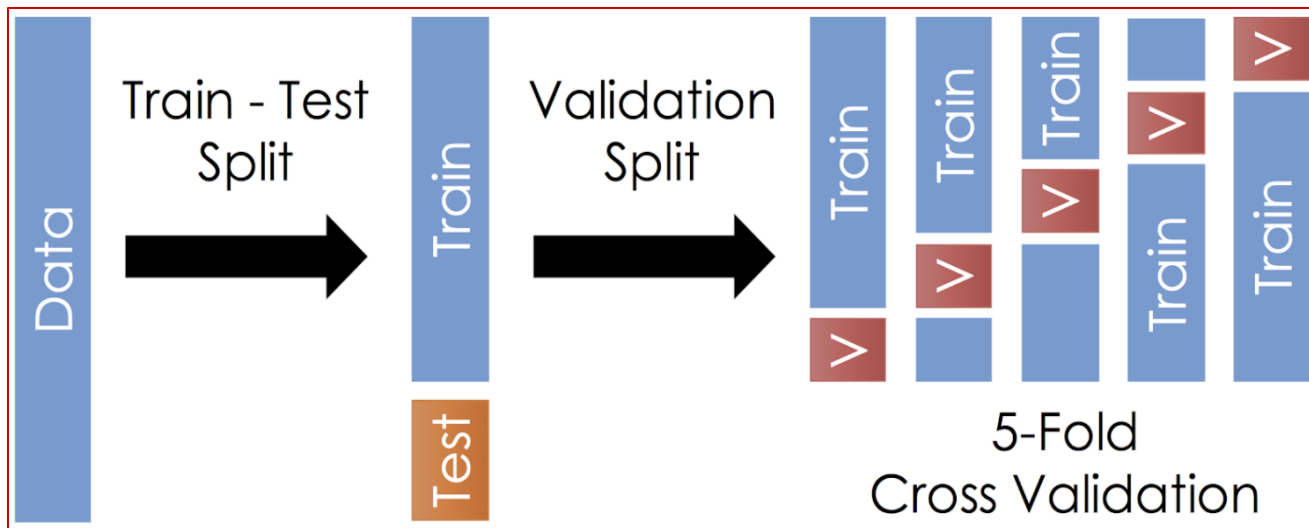 Data
Train - Test
Split
Train
Test
Validation
Split
Train
V
Train
V
Train
V
V
Train
V
Train
5-Fold
Cross Validation